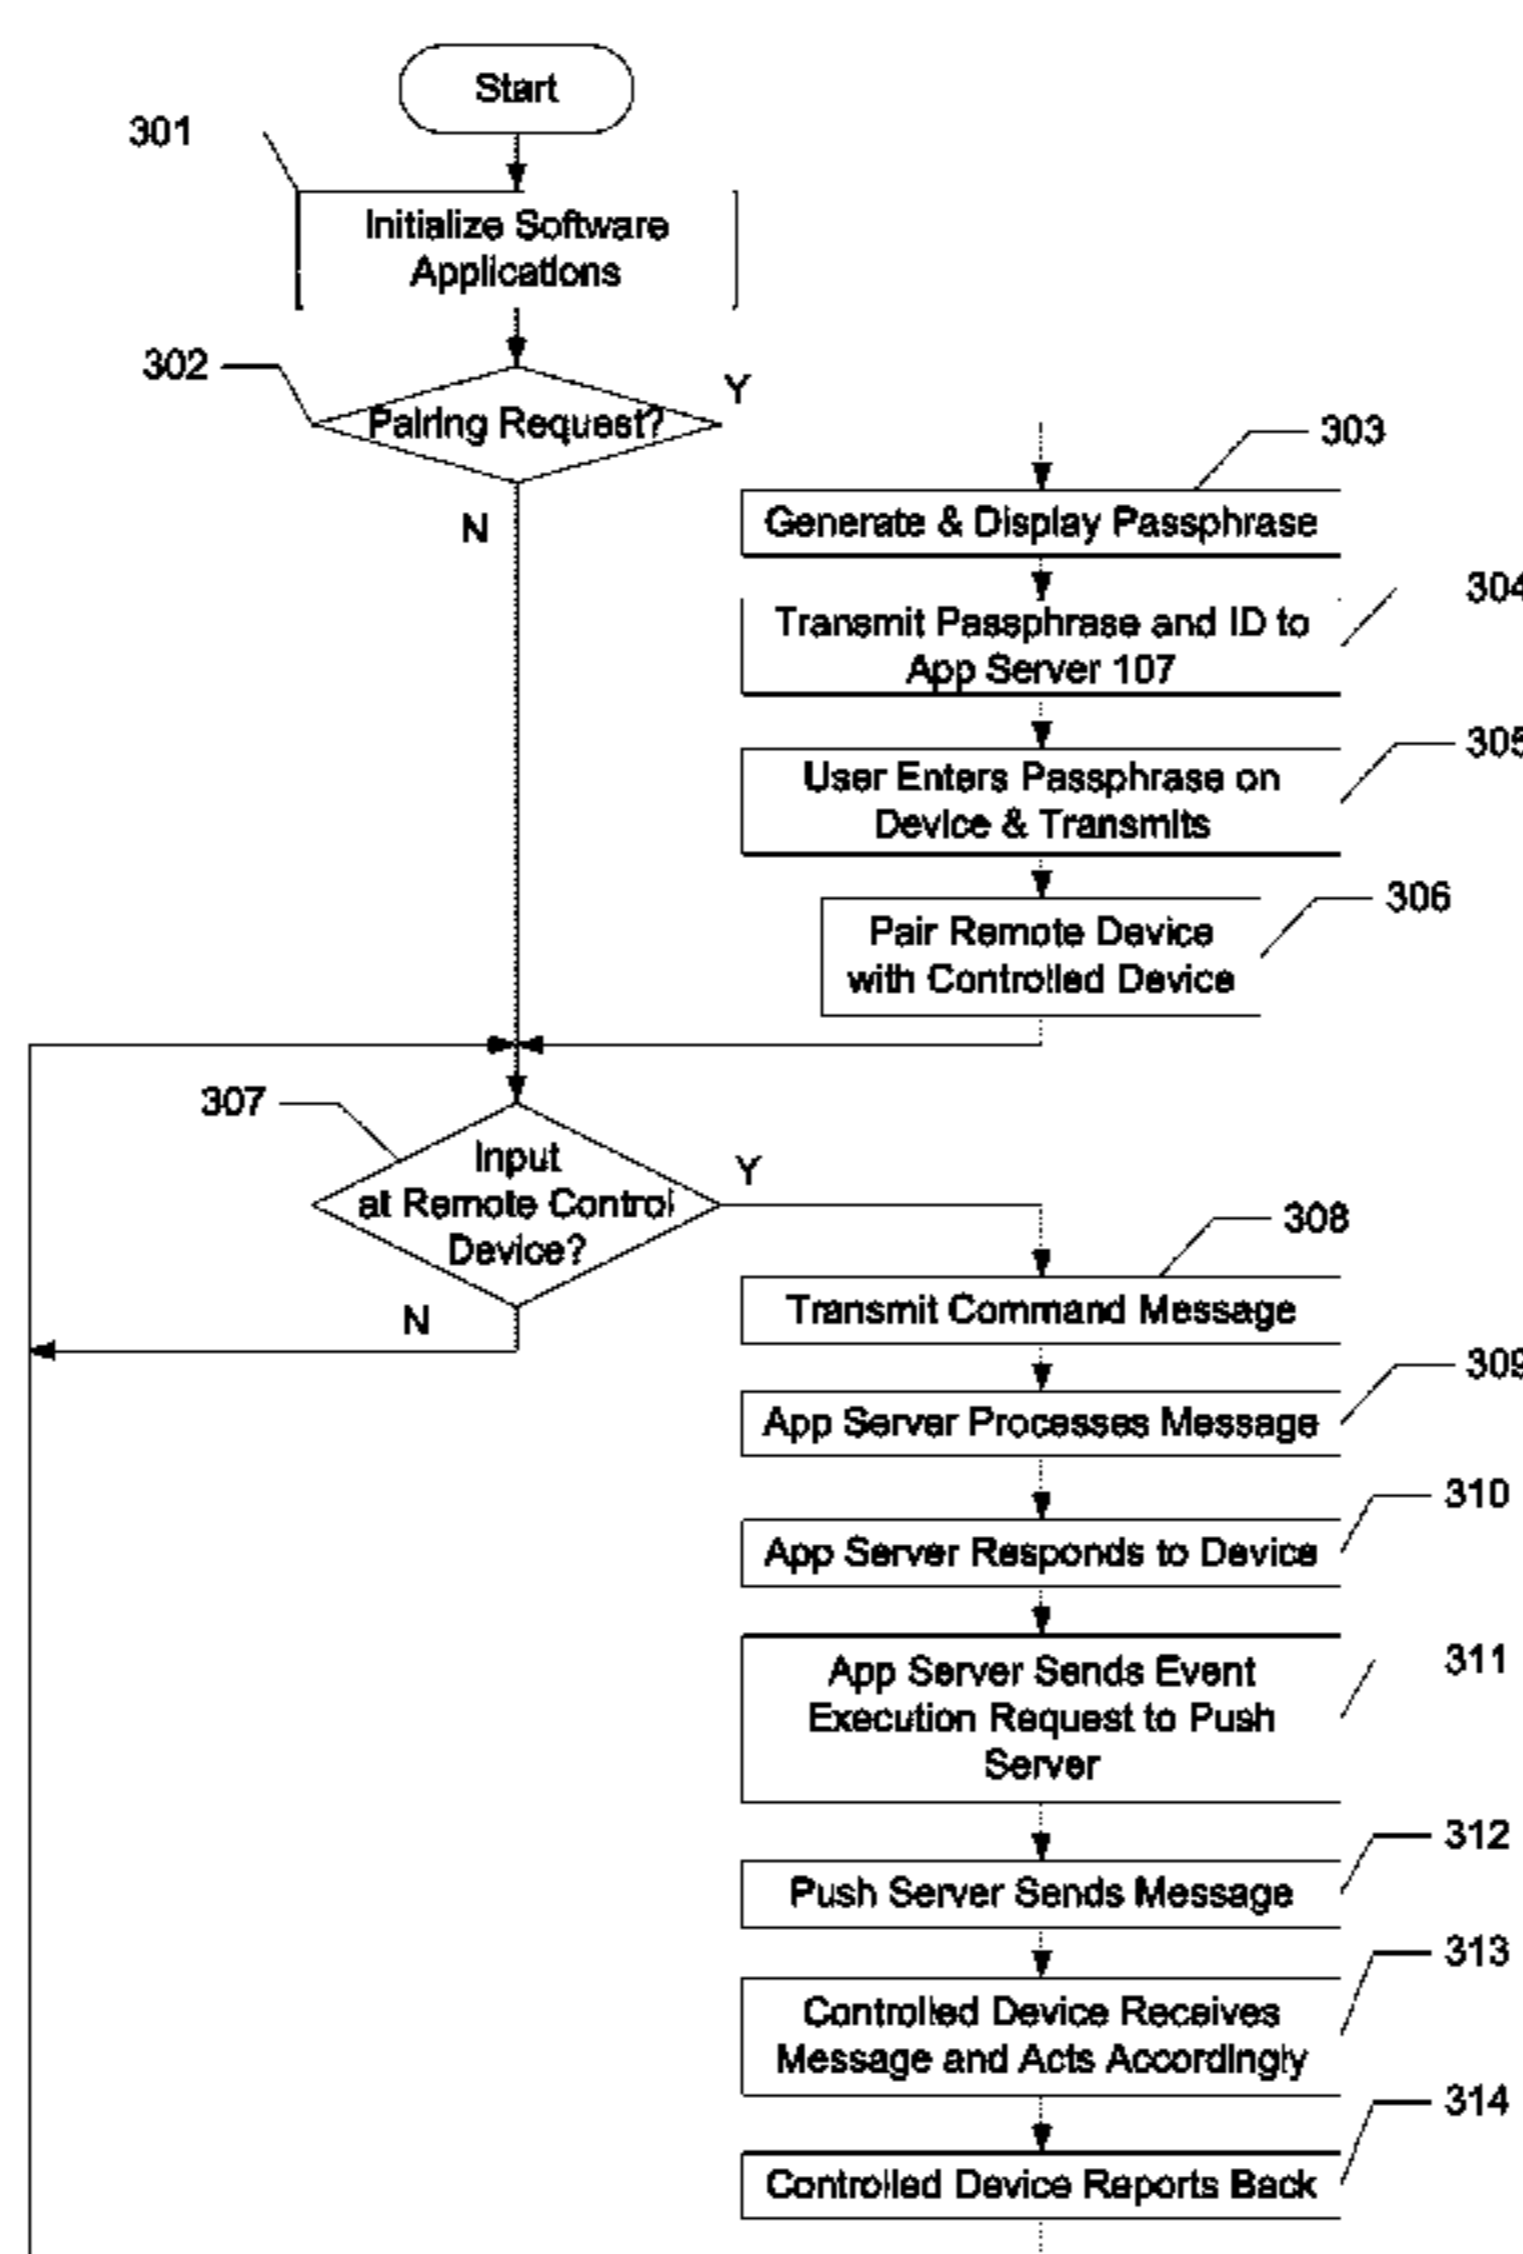 Start
301
Initialize Software
Applications
302
Pairing Request?
Y
N
303
Generate & Display Passphrase
304
Transmit Passphrase and ID to
App Server 107
305
User Enters Passphrase on
Device & Transmits
306
Pair Remote Device
with Controlled Device
307
Input
at Remote Control
Device?
Y
N
308
Transmit Command Message
309
App Server Processes Message
310
App Server Responds to Device
311
App Server Sends Event
Execution Request to Push
Server
312
Push Server Sends Message
313
Controlled Device Receives
Message and Acts Accordingly
314
Controlled Device Reports Back